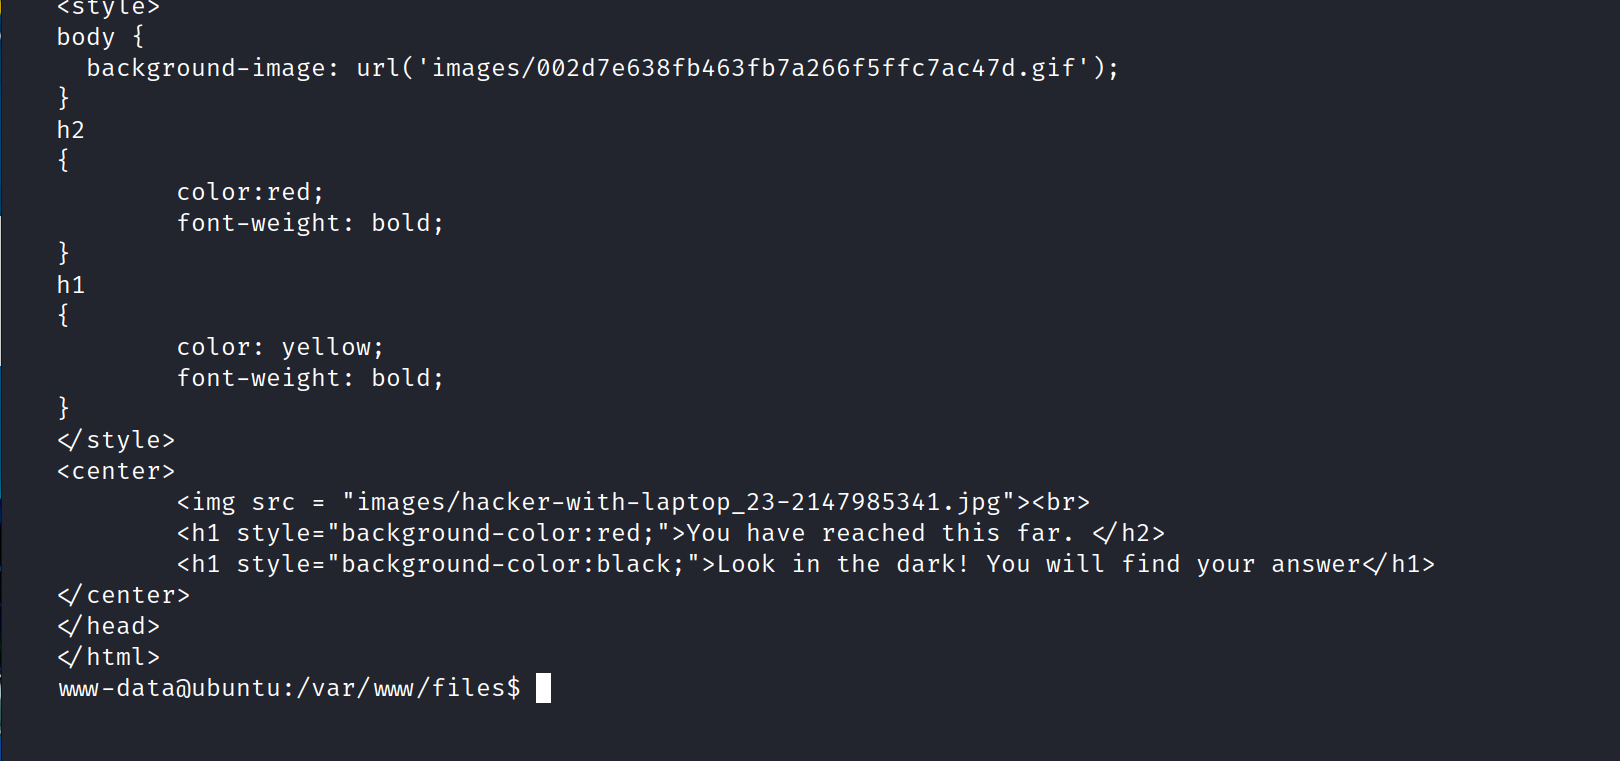 <style>
body {
  background-image: url('images/002d7e638fb463fb7a266f5ffc7ac47d.gif');
}
h2
{
        color:red;
        font-weight: bold;
}
h1
{
        color: yellow;
        font-weight: bold;
}
</style>
<center>
        <img src = "images/hacker-with-laptop_23-2147985341.jpg"><br>
        <h1 style="background-color:red;">You have reached this far. </h2>
        <h1 style="background-color:black;">Look in the dark! You will find your answer</h1>
</center>
</head>
</html>
www-data@ubuntu:/var/www/files$